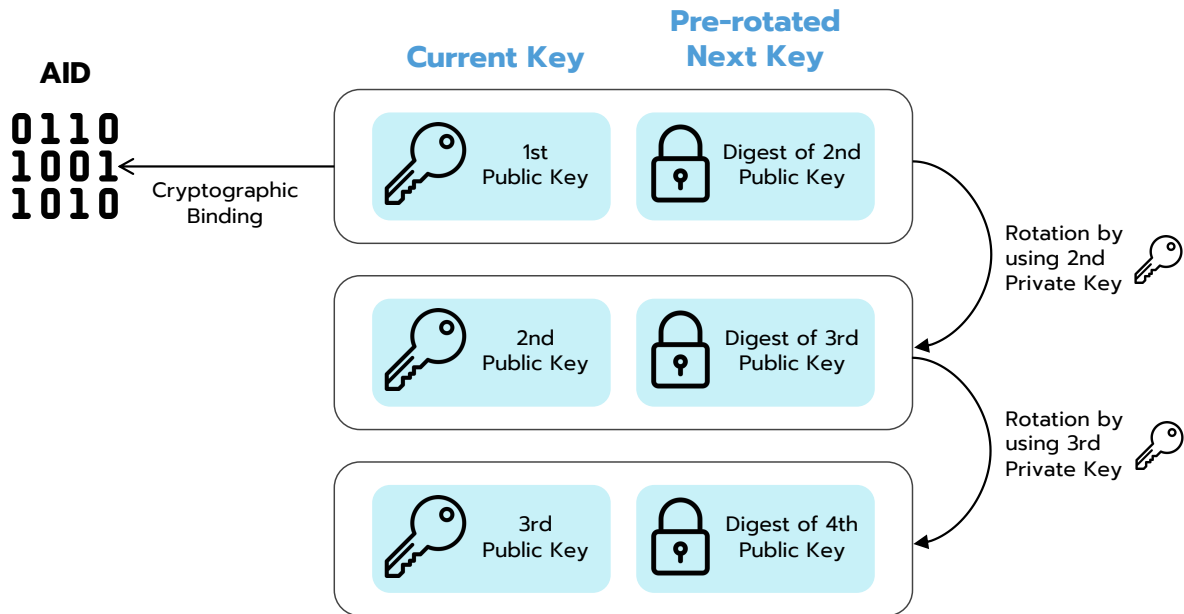 Pre-rotated
Next Key
Current Key
AID
0110
1001
1010
Cryptographic
Binding
1st
Public Key
Digest of 2nd
Public Key
Rotation by
using 2nd
Private Key
2nd
Public Key
Digest of 3rd
Public Key
Rotation by
using 3rd
Private Key
3rd
Public Key
Digest of 4th
Public Key